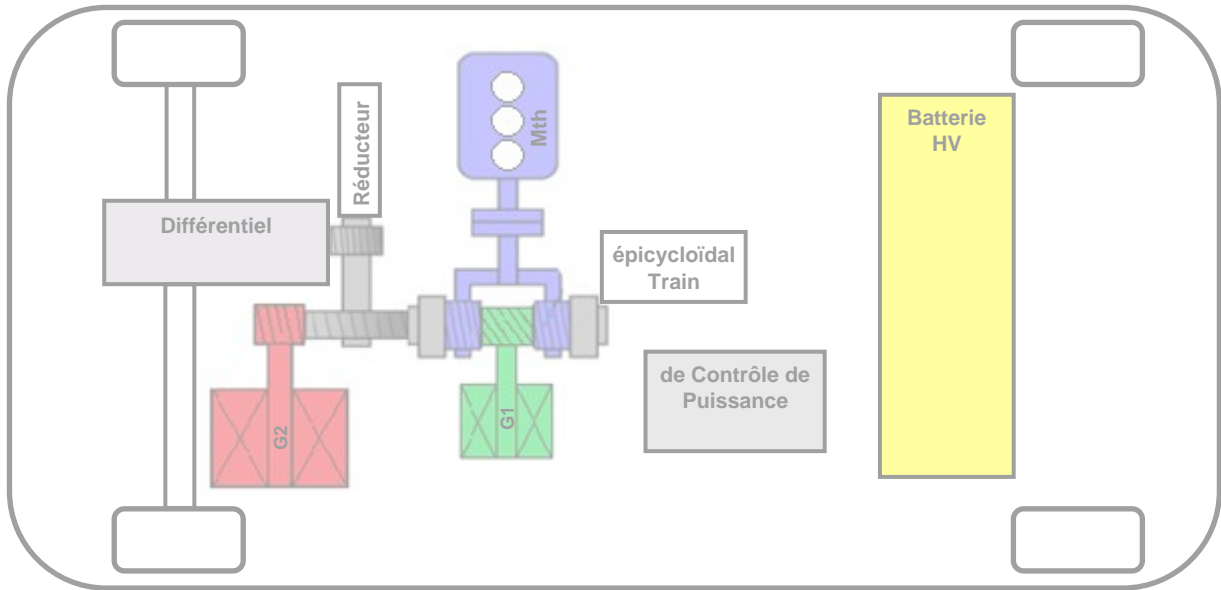 Réducteur
Mth
Batterie
HV
Différentiel
épicycloïdal
Train
de Contrôle de
Puissance
G2
G1